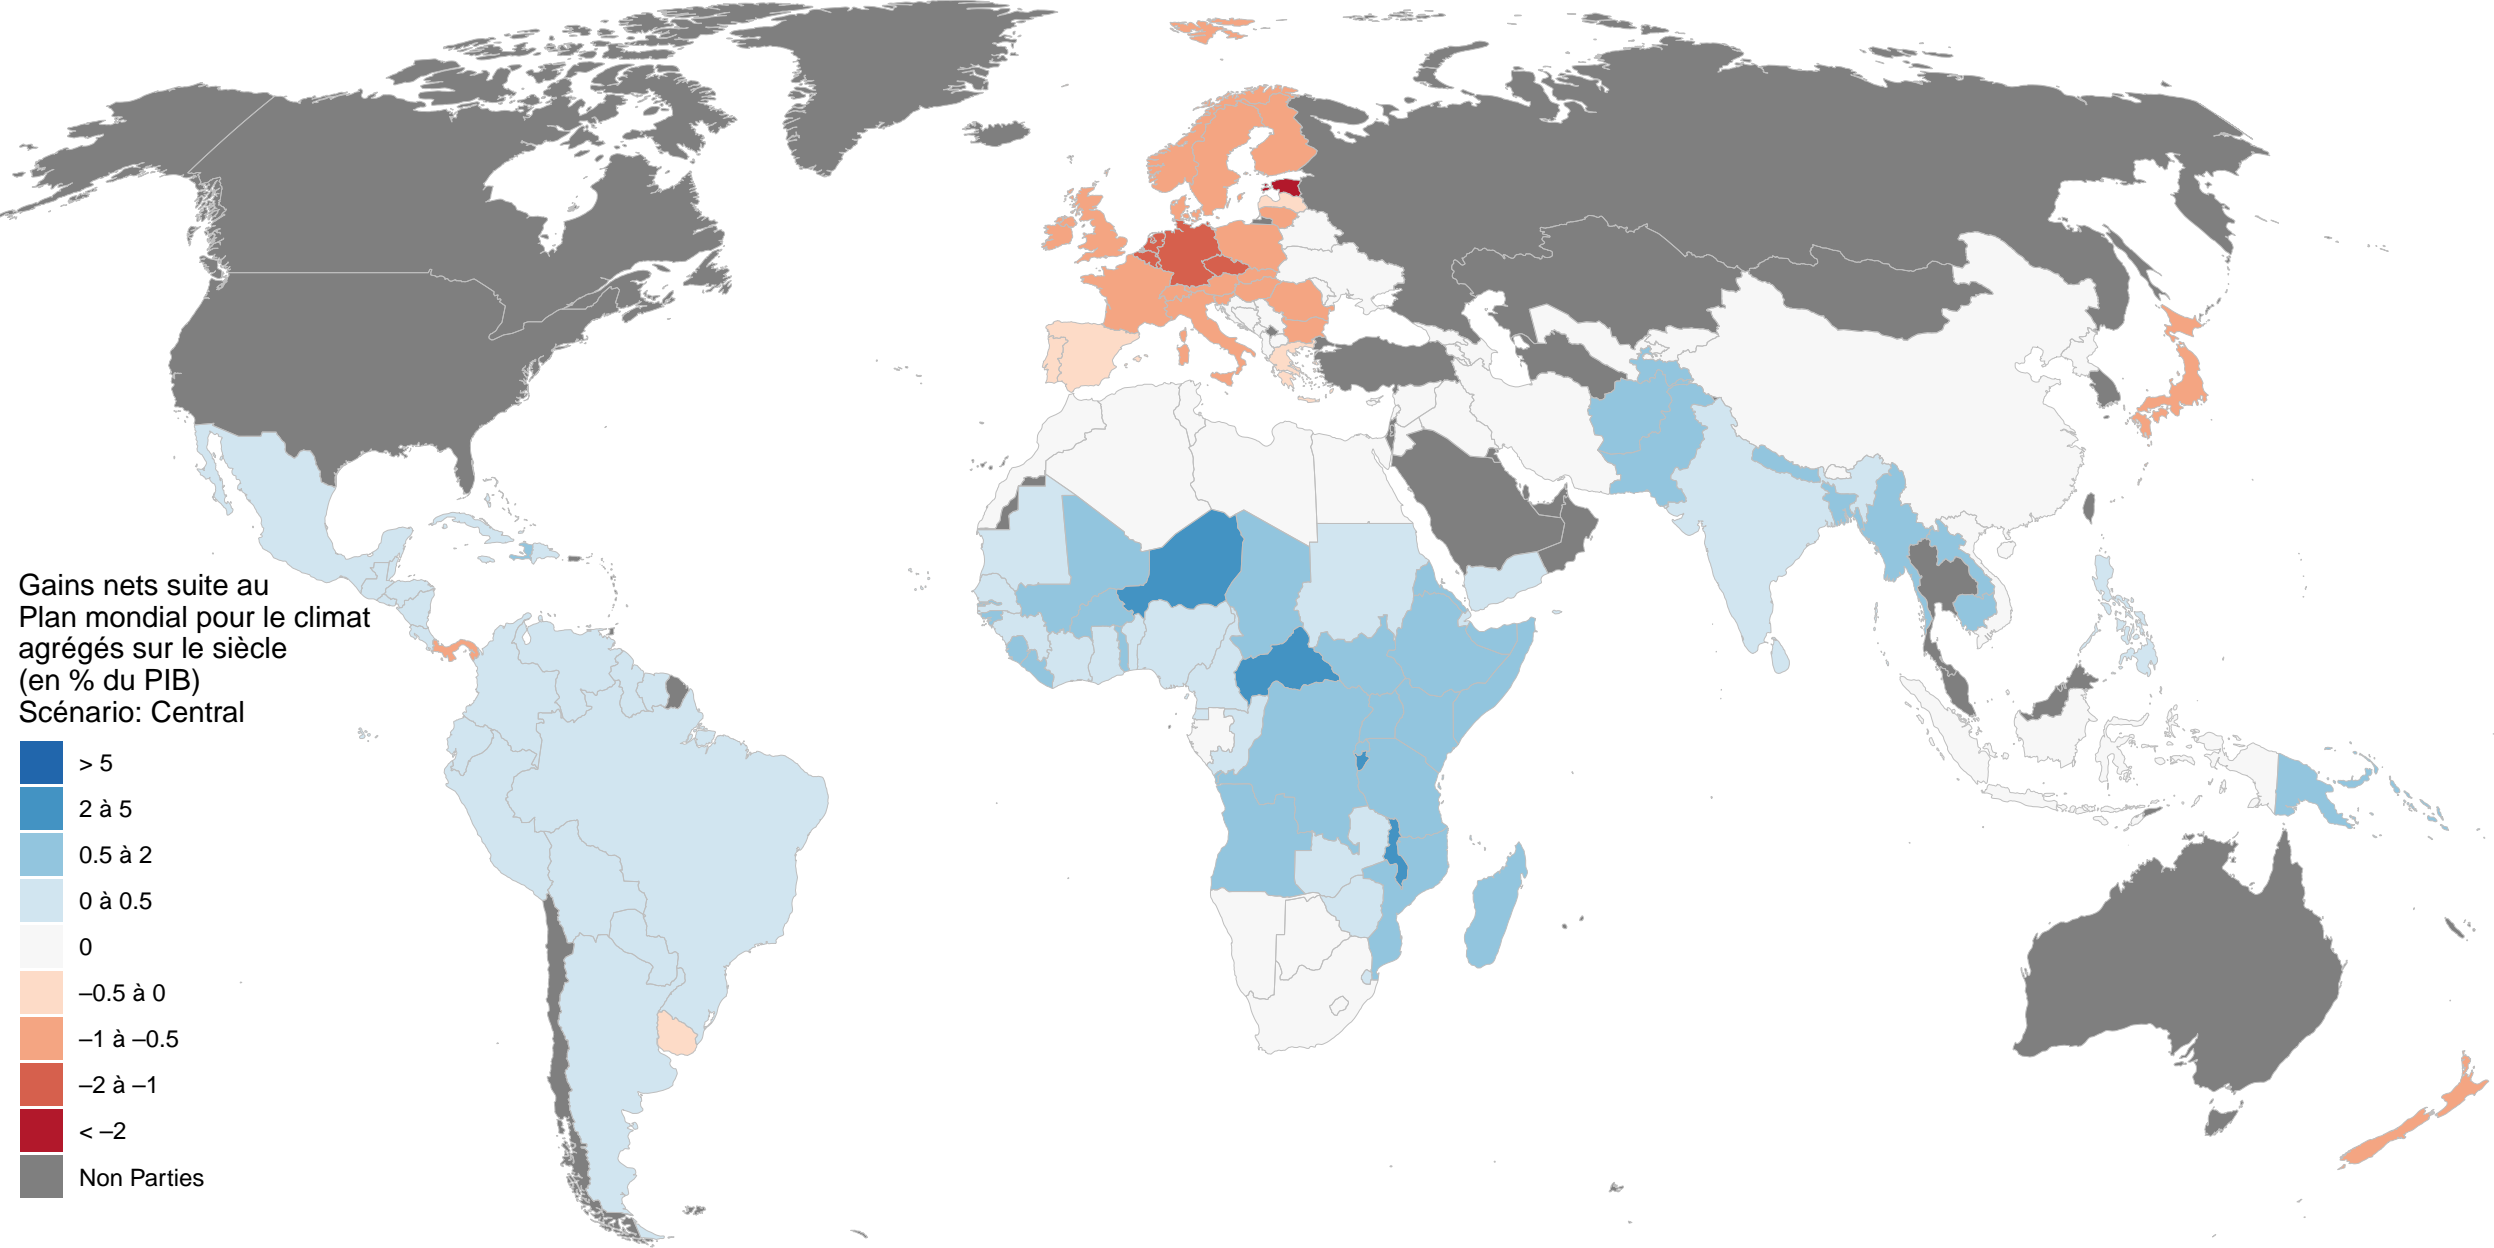 Gains nets suite au
Plan mondial pour le climat
agrégés sur le siècle
(en % du PIB)
Scénario: Central
> 5
2 à 5
0.5 à 2
0 à 0.5
0
–0.5 à 0
–1 à –0.5
–2 à –1
< –2
Non Parties